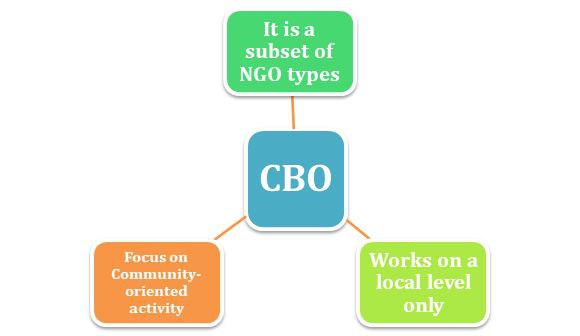 It is a
subset of
NGO types
CBO
Focus on
Community-
oriented
activity
Works on a
local level
only